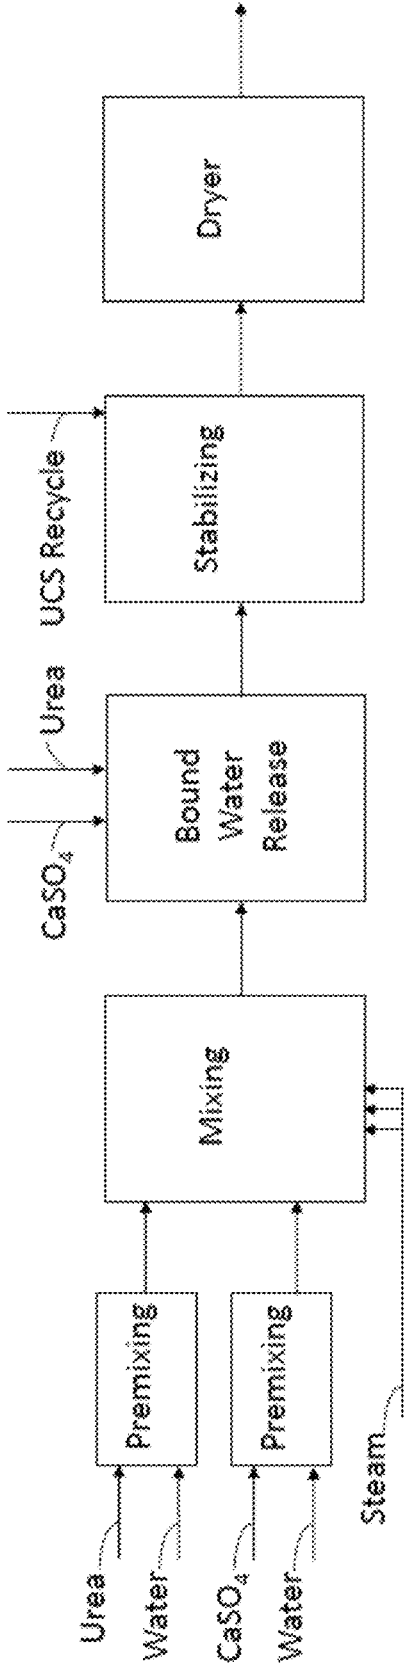 Urea
Water
CaSO₄
Water
Steam
Premixing
Premixing
Mixing
CaSO₄
Urea
Bound
Water
Release
UCS Recycle
Stabilizing
Dryer